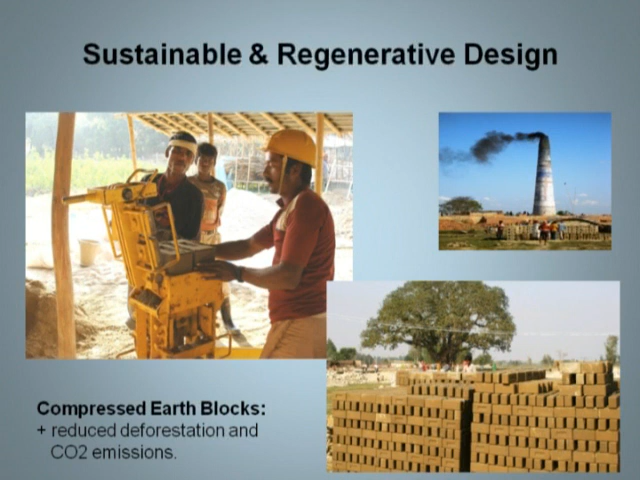 Sustainable & Regenerative Design
Compressed Earth Blocks:
+ reduced deforestation and
CO2 emissions.